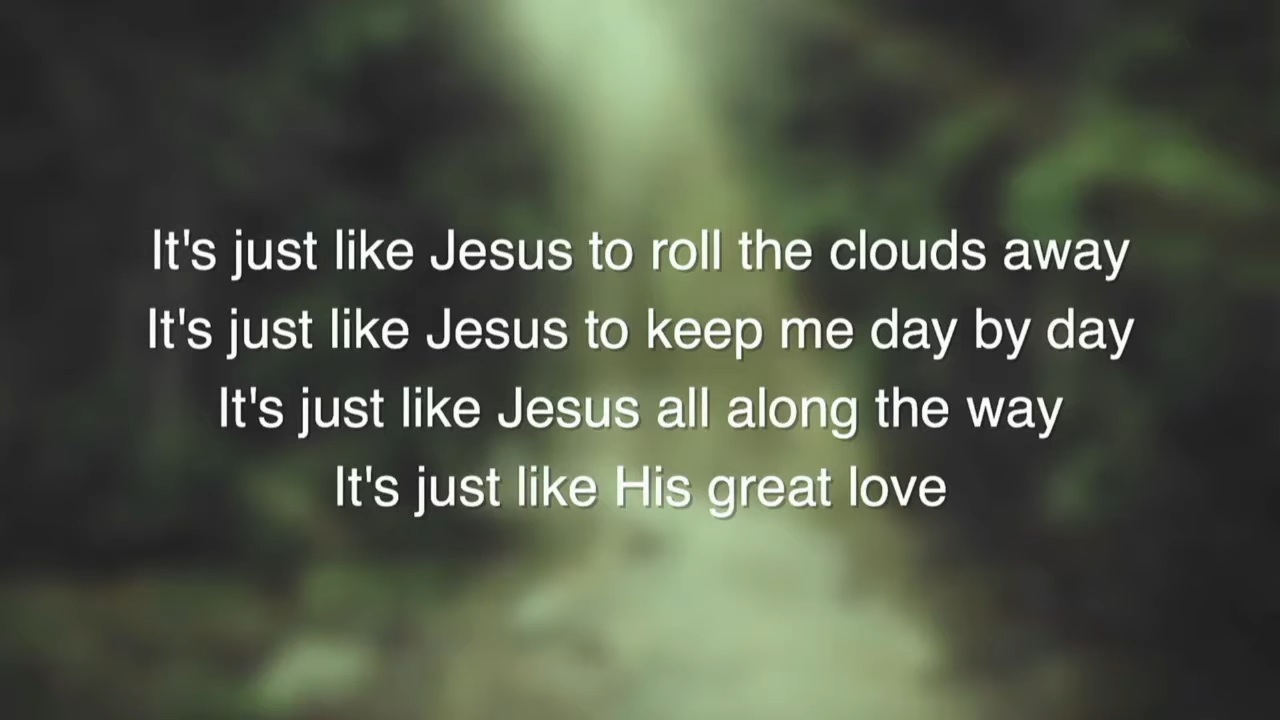 It's just like Jesus to roll the clouds away
It's just like Jesus to keep me day by day
It's just like Jesus all along the way
It's just like His great love